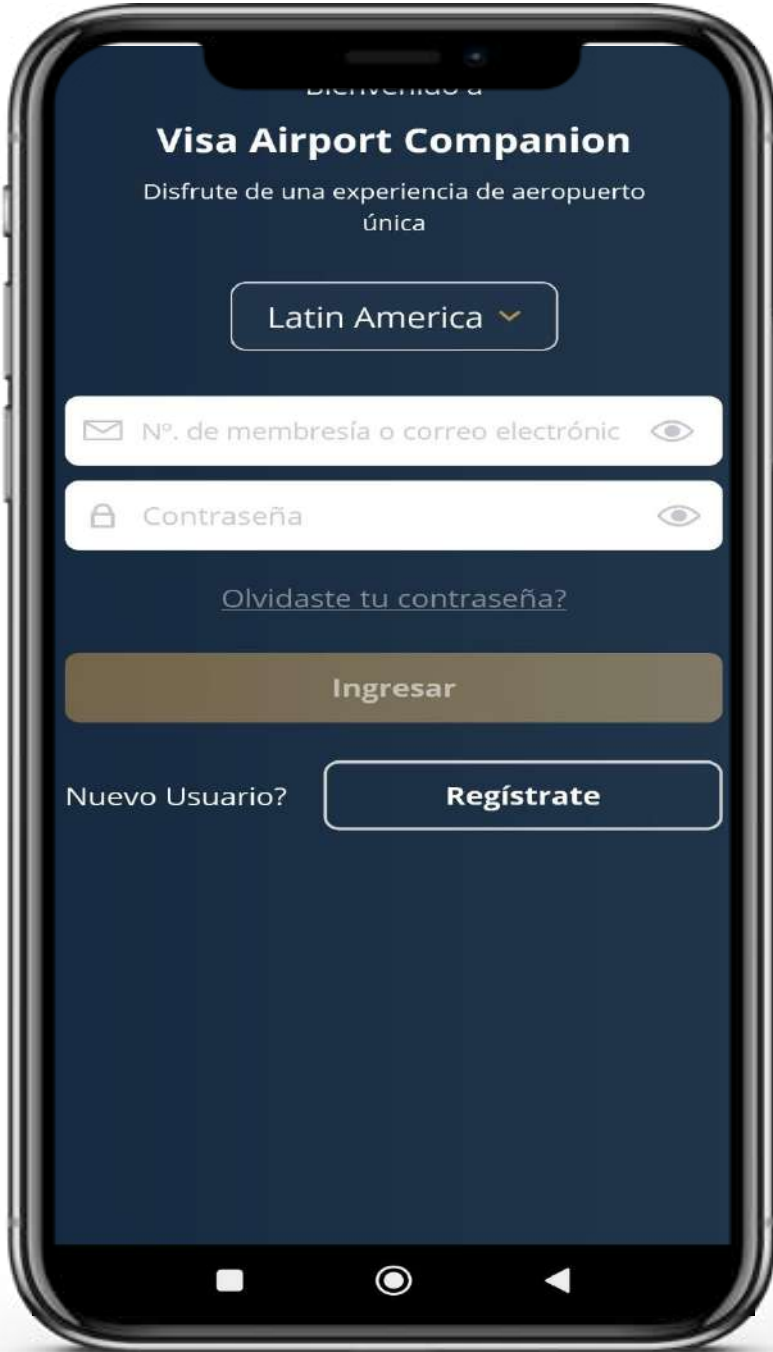 Bienvenido a
Visa Airport Companion
Disfrute de una experiencia de aeropuerto
única
Latin America
Nº. de membresía o correo electrónic
Contraseña
Olvidaste tu contraseña?
Ingresar
Nuevo Usuario?
Regístrate